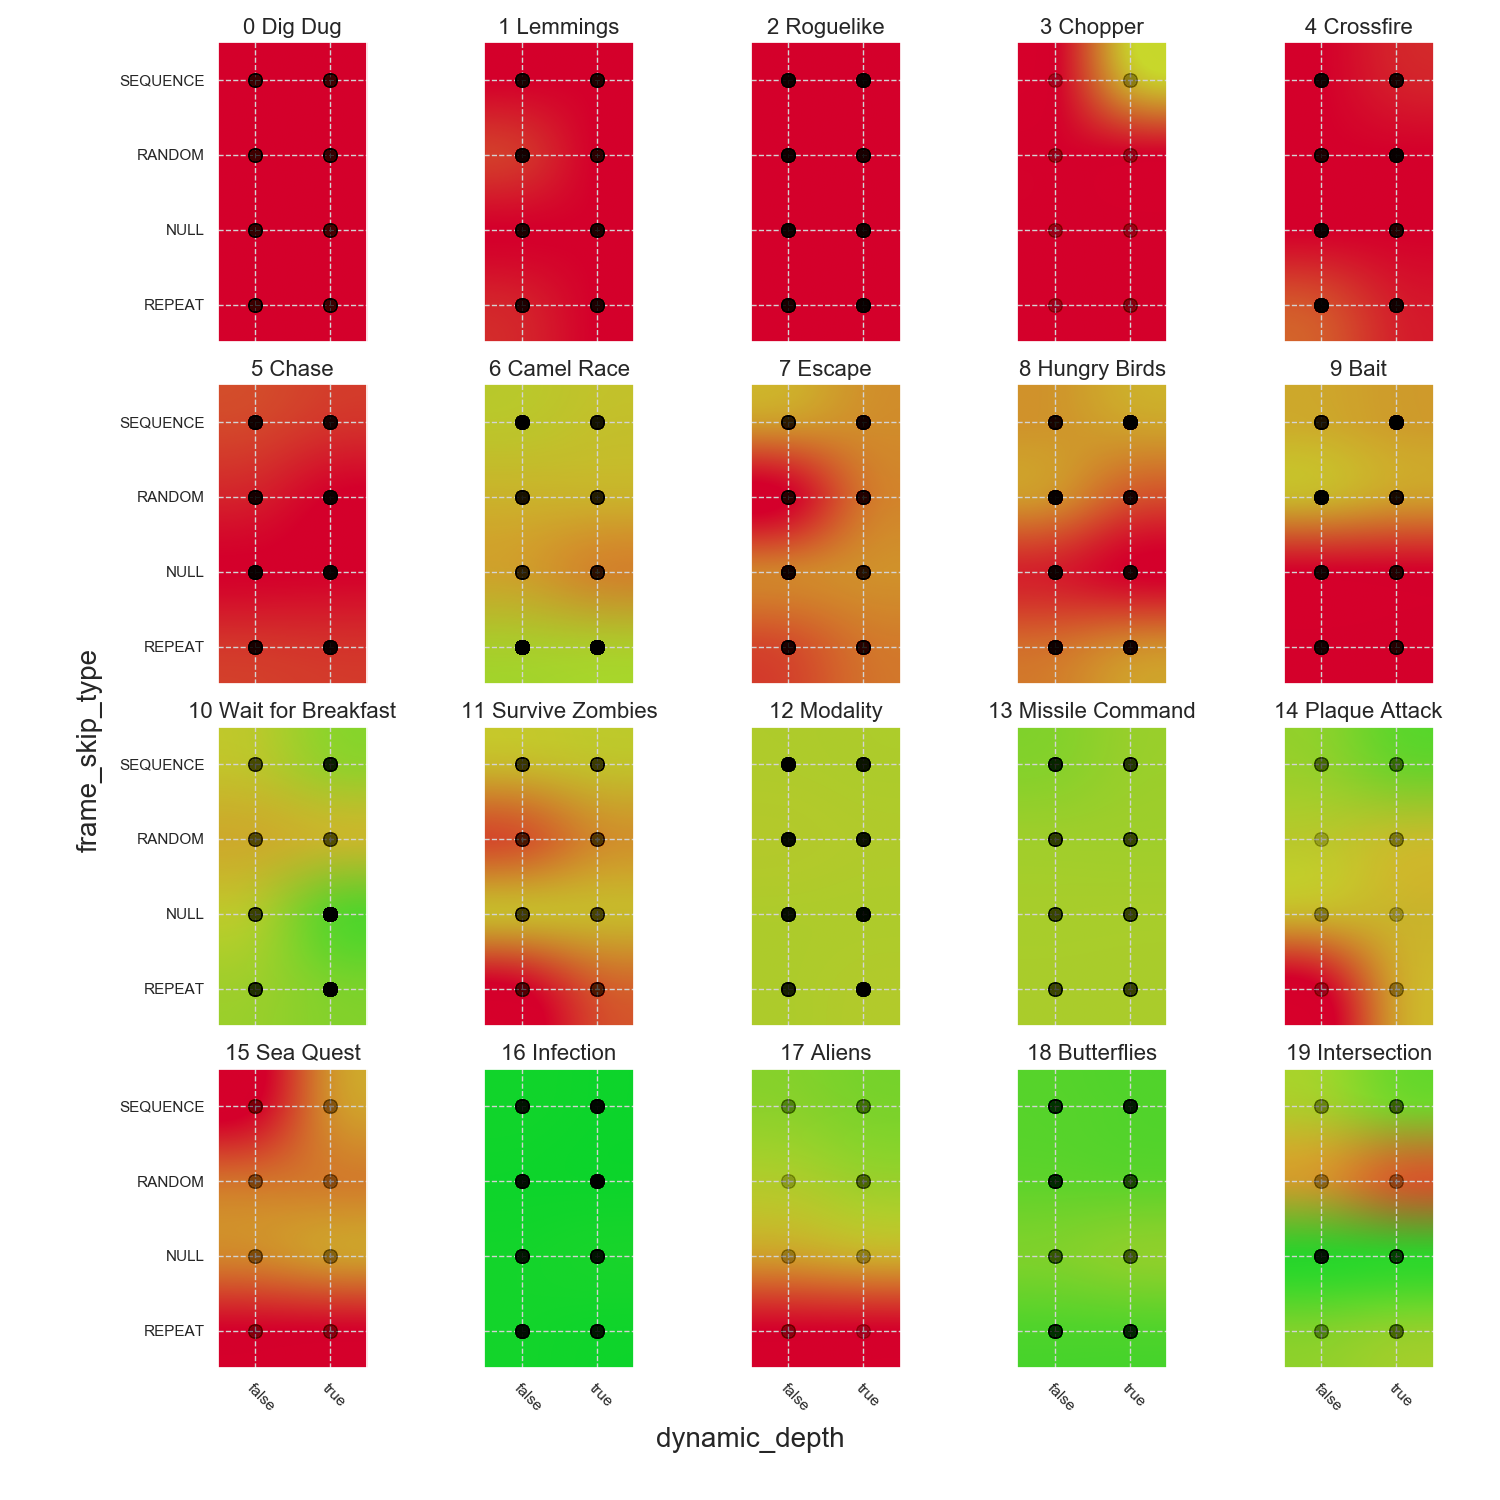 0 Dig Dug
1 Lemmings
2 Roguelike
3 Chopper
4 Crossfire
SEQUENCE
RANDOM
NULL
REPEAT
5 Chase
6 Camel Race
7 Escape
8 Hungry Birds
9 Bait
SEQUENCE
RANDOM
NULL
REPEAT
frame_skip_type
10 Wait for Breakfast
11 Survive Zombies
12 Modality
13 Missile Command
14 Plaque Attack
SEQUENCE
RANDOM
NULL
REPEAT
15 Sea Quest
16 Infection
17 Aliens
18 Butterflies
19 Intersection
SEQUENCE
RANDOM
NULL
REPEAT
false
true
false
true
false
true
false
true
false
true
dynamic_depth